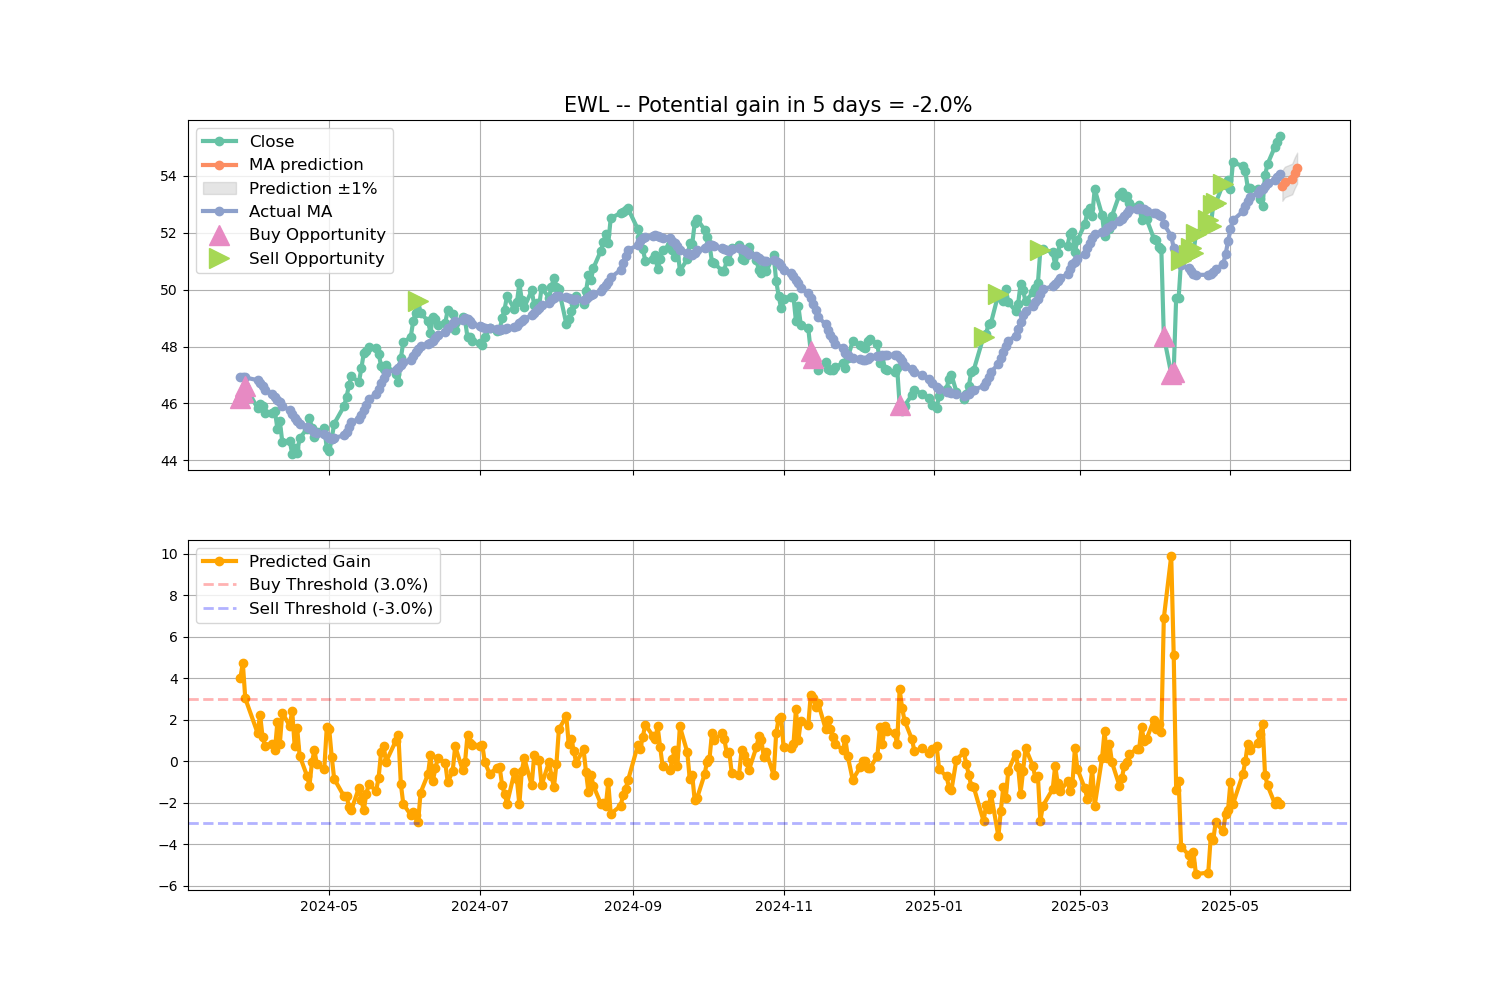 EWL -- Potential gain in 5 days = -2.0%
Close
MA prediction
Prediction ±1%
Actual MA
Buy Opportunity
Sell Opportunity
54
52
50
48
46
44
Predicted Gain
Buy Threshold (3.0%)
Sell Threshold (-3.0%)
10
8
6
4
2
0
−2
−4
−6
2024-05
2024-07
2024-09
2024-11
2025-01
2025-03
2025-05